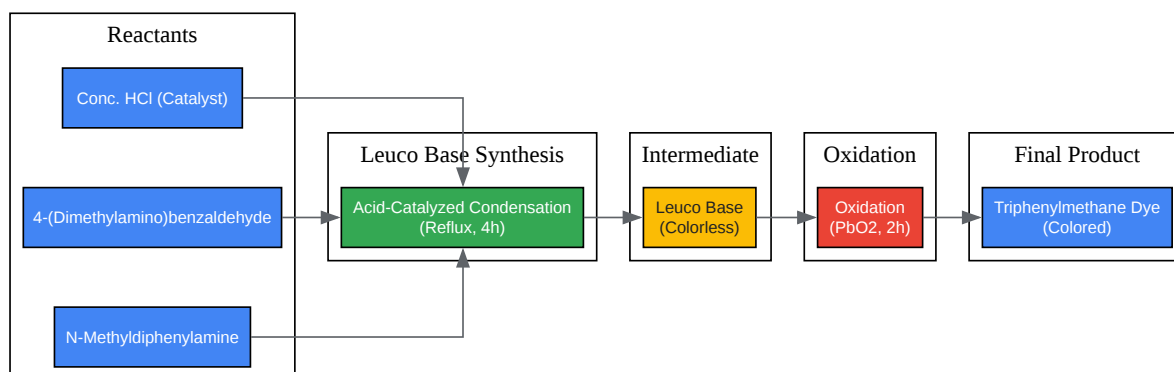 Reactants
Conc. HCl (Catalyst)
4-(Dimethylamino)benzaldehyde
N-Methyldiphenylamine
Leuco Base Synthesis
Acid-Catalyzed Condensation
(Reflux, 4h)
Intermediate
Leuco Base
(Colorless)
Oxidation
Oxidation
(PbO2, 2h)
Final Product
Triphenylmethane Dye
(Colored)